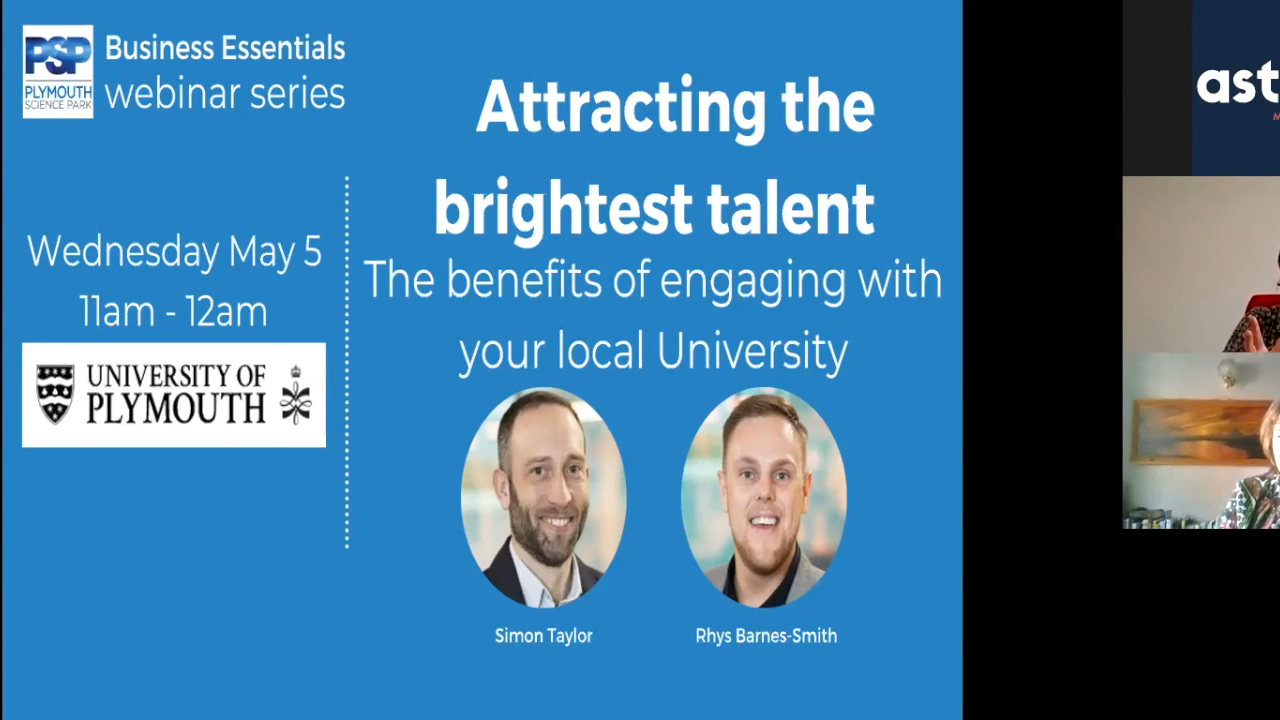 PSP
PLYMOUTH
SCIENCE PARK
Business Essentials
webinar series
Attracting the
brightest talent
The benefits of engaging with
your local University
Wednesday May 5
11am - 12am
UNIVERSITY OF
PLYMOUTH
Simon Taylor
Rhys Barnes-Smith
ast
M